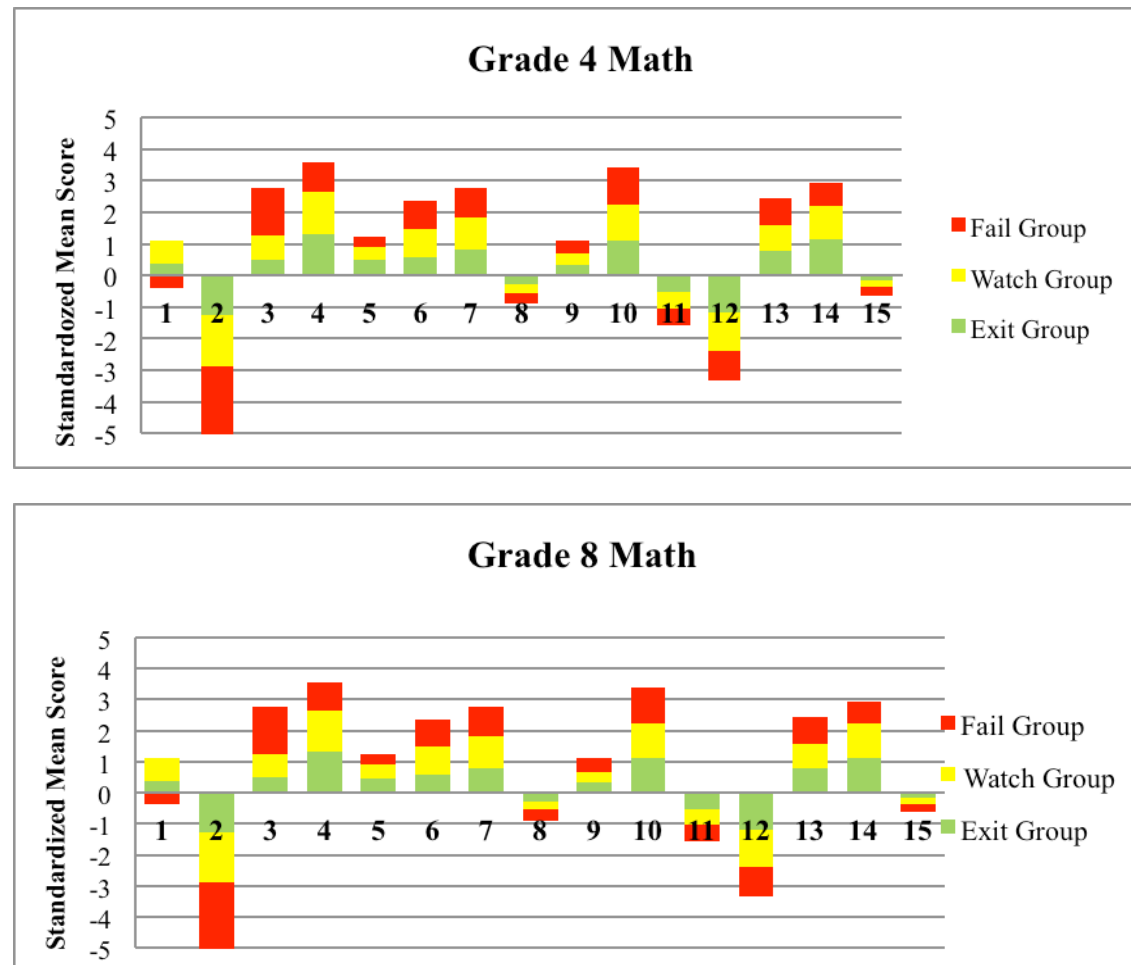 Grade 4 Math
Stamdardozed Mean Score
5
4
3
2
1
0
-1
-2
-3
-4
-5
1 2 3 4 5 6 7 8 9 10 11 12 13 14 15
Fail Group
Watch Group
Exit Group
Grade 8 Math
Standardized Mean Score
5
4
3
2
1
0
-1
-2
-3
-4
-5
1 2 3 4 5 6 7 8 9 10 11 12 13 14 15
Fail Group
Watch Group
Exit Group